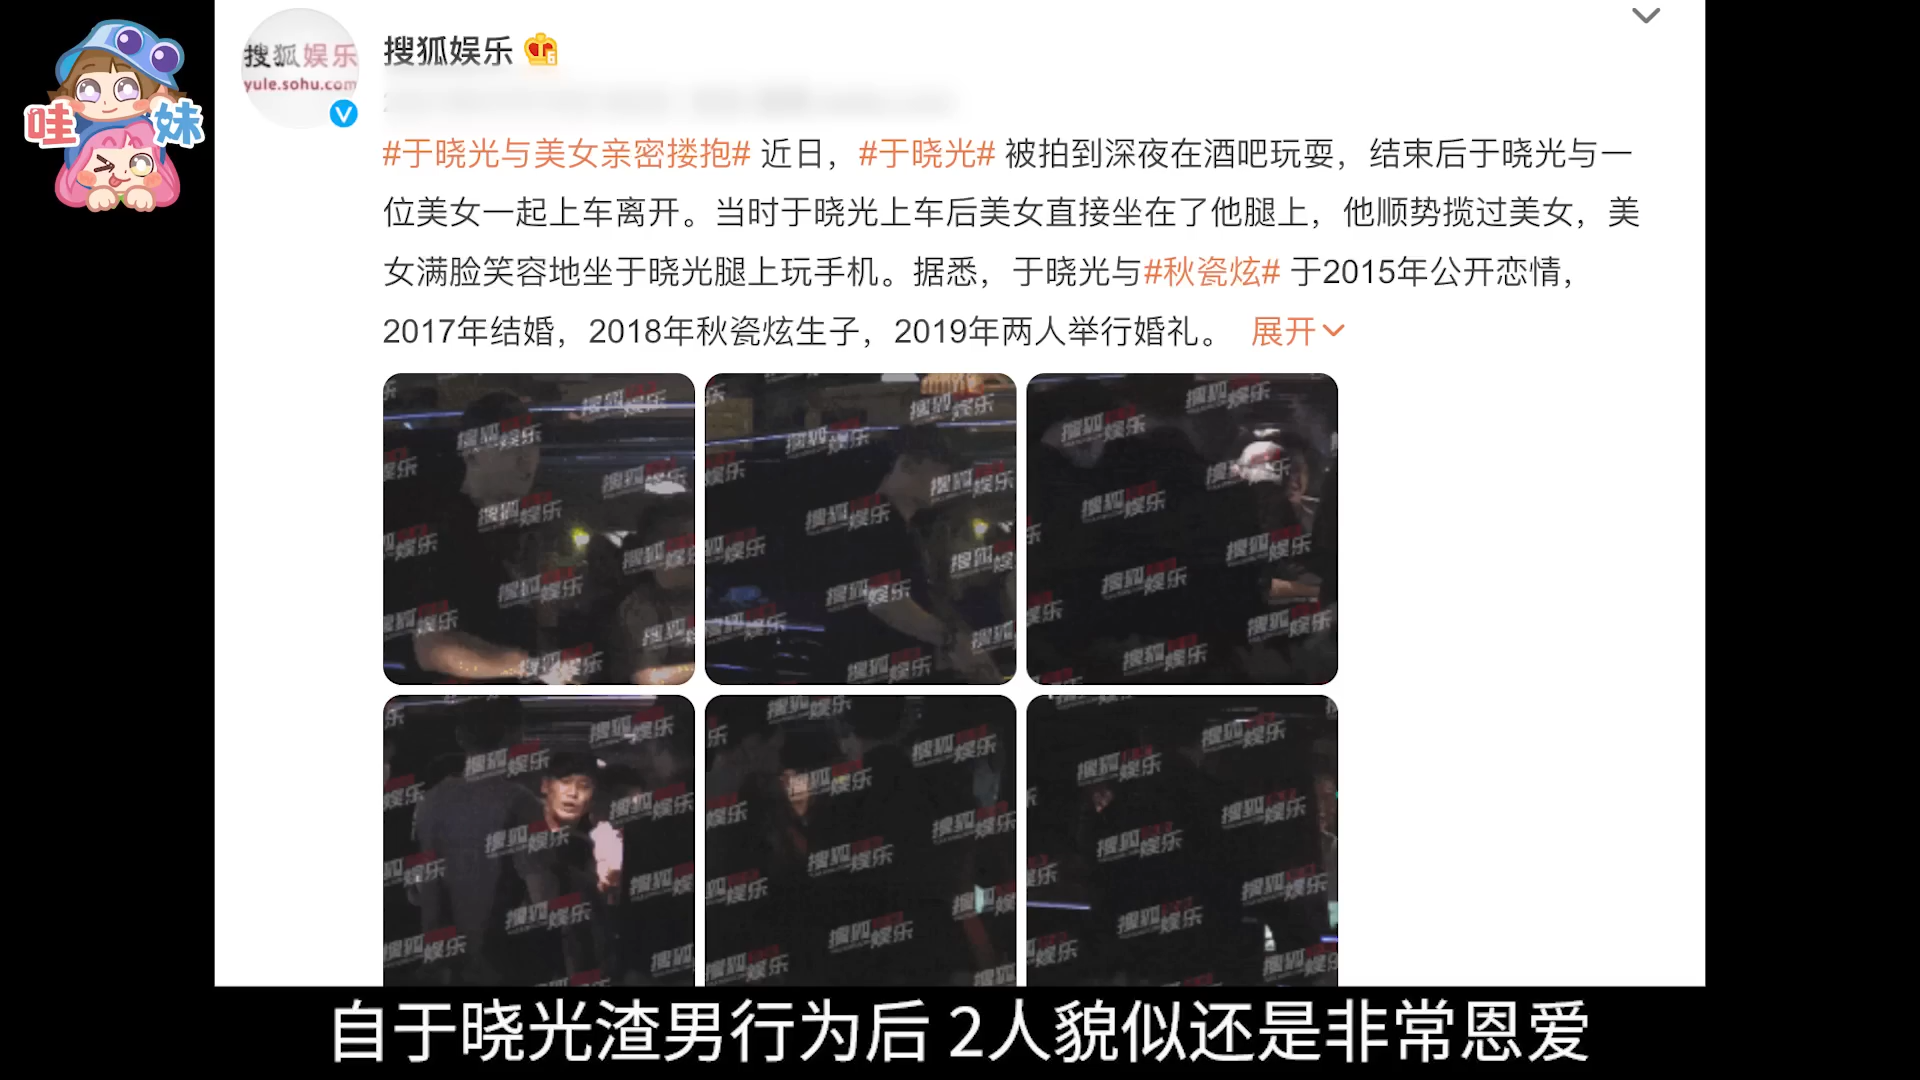 哇妹
搜狐娱乐
yule.sohu.com
搜狐娱乐
#于晓光与美女亲密搂抱# 近日，#于晓光# 被拍到深夜在酒吧玩耍，结束后于晓光与一
位美女一起上车离开。当时于晓光上车后美女直接坐在了他腿上，他顺势揽过美女，美
女满脸笑容地坐于晓光腿上玩手机。据悉，于晓光与#秋瓷炫# 于2015年公开恋情，
2017年结婚，2018年秋瓷炫生子，2019年两人举行婚礼。 展开
搜狐娱乐
自于晓光渣男行为后 2人貌似还是非常恩爱